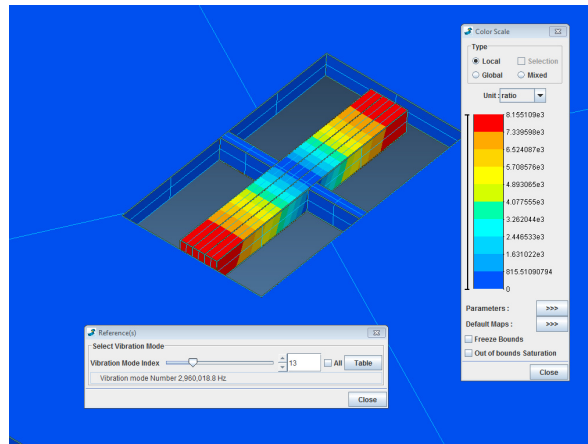 Color Scale
Type
Local
Selection
Global
Mixed
Unit : ratio
8.155109e3
7.339598e3
6.524087e3
5.708576e3
4.893065e3
4.077555e3
3.262044e3
2.446533e3
1.631022e3
815.51090794
0
Parameters : >>>
Default Maps : >>>
Freeze Bounds
Out of bounds Saturation
Close
Reference(s)
Select Vibration Mode
Vibration Mode Index 13 All Table
Vibration mode Number 2,960,018.8 Hz
Close